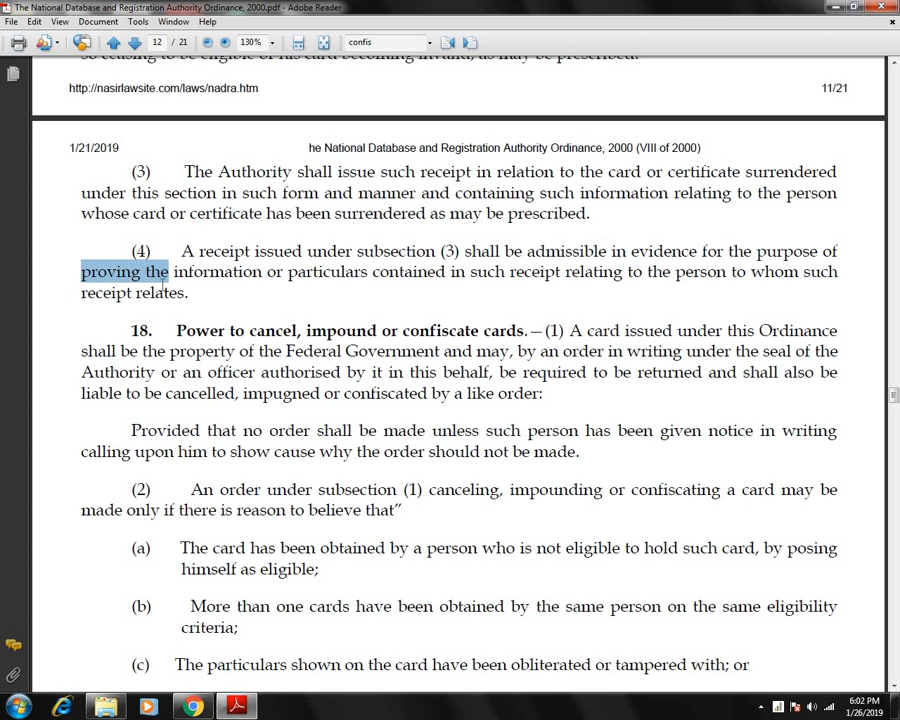 The National Database and Registration Authority Ordinance, 2000.pdf - Adobe Reader
File Edit View Document Tools Window Help
12 / 21 130% confis
so ceasing to be eligible or his card becoming invalid, as may be prescribed.
http://nasirlawsite.com/laws/nadra.htm 11/21
1/21/2019 he National Database and Registration Authority Ordinance, 2000 (VIII of 2000)
(3) The Authority shall issue such receipt in relation to the card or certificate surrendered
under this section in such form and manner and containing such information relating to the person
whose card or certificate has been surrendered as may be prescribed.
(4) A receipt issued under subsection (3) shall be admissible in evidence for the purpose of
proving the information or particulars contained in such receipt relating to the person to whom such
receipt relates.
18. Power to cancel, impound or confiscate cards.—(1) A card issued under this Ordinance
shall be the property of the Federal Government and may, by an order in writing under the seal of the
Authority or an officer authorised by it in this behalf, be required to be returned and shall also be
liable to be cancelled, impugned or confiscated by a like order:
Provided that no order shall be made unless such person has been given notice in writing
calling upon him to show cause why the order should not be made.
(2) An order under subsection (1) canceling, impounding or confiscating a card may be
made only if there is reason to believe that”
(a) The card has been obtained by a person who is not eligible to hold such card, by posing
himself as eligible;
(b) More than one cards have been obtained by the same person on the same eligibility
criteria;
(c) The particulars shown on the card have been obliterated or tampered with; or
6:02 PM
1/26/2019